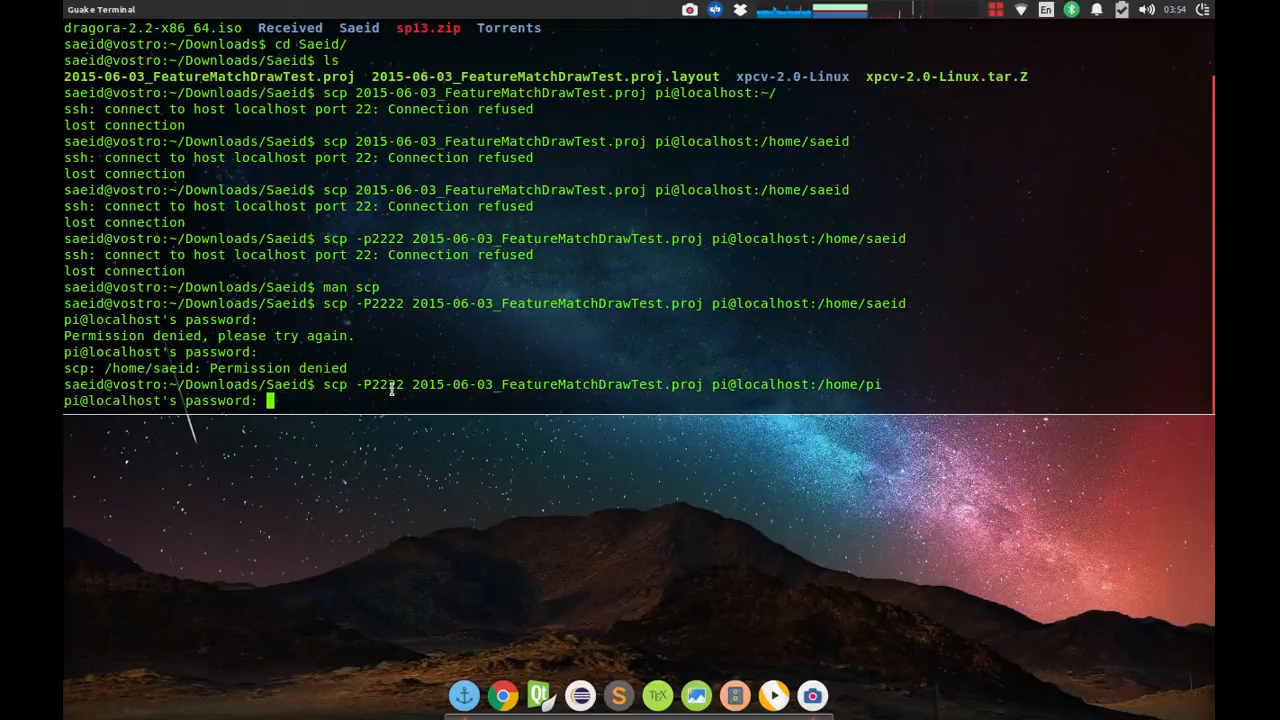 Guake Terminal
En
03:54
dragora-2.2-x86_64.iso Received Saeid sp13.zip Torrents
saeid@vostro:~/Downloads$ cd Saeid/
saeid@vostro:~/Downloads/Saeid$ ls
2015-06-03_FeatureMatchDrawTest.proj 2015-06-03_FeatureMatchDrawTest.proj.layout xpcv-2.0-Linux xpcv-2.0-Linux.tar.Z
saeid@vostro:~/Downloads/Saeid$ scp 2015-06-03_FeatureMatchDrawTest.proj pi@localhost:~/
ssh: connect to host localhost port 22: Connection refused
lost connection
saeid@vostro:~/Downloads/Saeid$ scp 2015-06-03_FeatureMatchDrawTest.proj pi@localhost:/home/saeid
ssh: connect to host localhost port 22: Connection refused
lost connection
saeid@vostro:~/Downloads/Saeid$ scp 2015-06-03_FeatureMatchDrawTest.proj pi@localhost:/home/saeid
ssh: connect to host localhost port 22: Connection refused
lost connection
saeid@vostro:~/Downloads/Saeid$ scp -p2222 2015-06-03_FeatureMatchDrawTest.proj pi@localhost:/home/saeid
ssh: connect to host localhost port 22: Connection refused
lost connection
saeid@vostro:~/Downloads/Saeid$ man scp
saeid@vostro:~/Downloads/Saeid$ scp -P2222 2015-06-03_FeatureMatchDrawTest.proj pi@localhost:/home/saeid
pi@localhost's password:
Permission denied, please try again.
pi@localhost's password:
scp: /home/saeid: Permission denied
saeid@vostro:~/Downloads/Saeid$ scp -P2222 2015-06-03_FeatureMatchDrawTest.proj pi@localhost:/home/pi
pi@localhost's password:
Qt
S
TEX